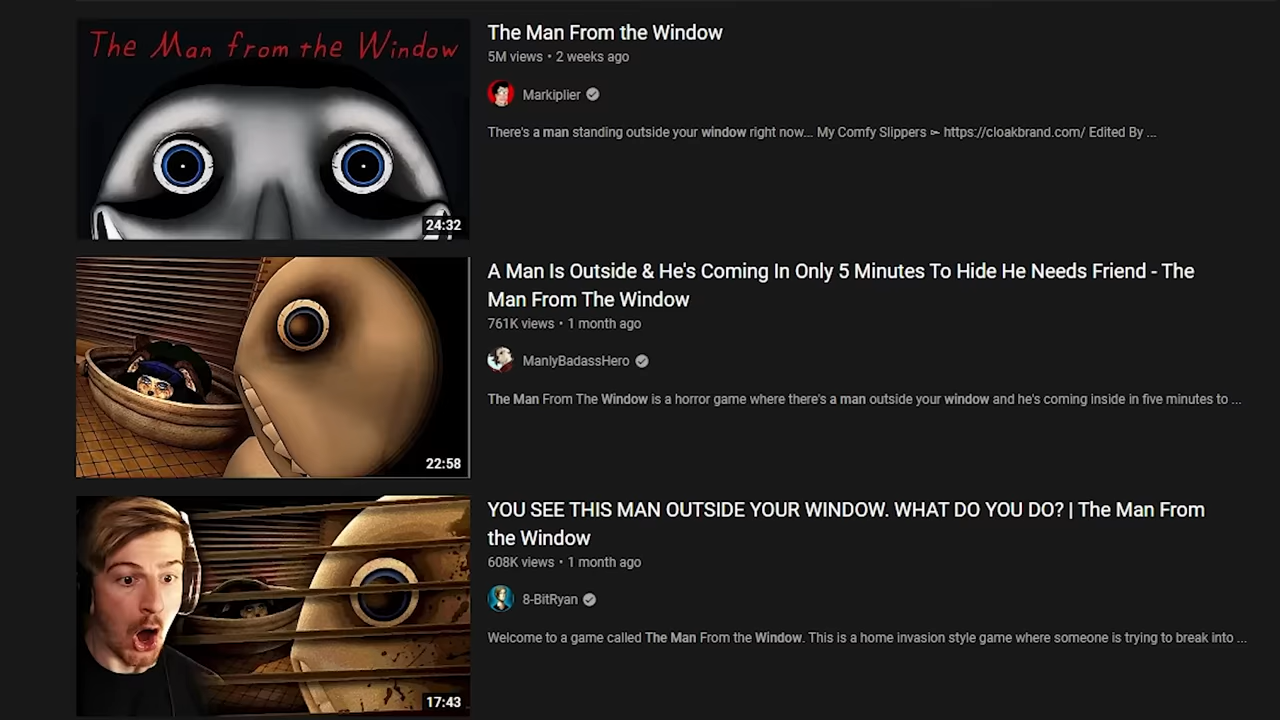 The Man from the Window
24:32
The Man From the Window
5M views • 2 weeks ago
Markiplier
There's a man standing outside your window right now... My Comfy Slippers ➣ https://cloakbrand.com/ Edited By ...
22:58
A Man Is Outside & He's Coming In Only 5 Minutes To Hide He Needs Friend - The
Man From The Window
761K views • 1 month ago
ManlyBadassHero
The Man From The Window is a horror game where there's a man outside your window and he's coming inside in five minutes to ...
17:43
YOU SEE THIS MAN OUTSIDE YOUR WINDOW. WHAT DO YOU DO? | The Man From
the Window
608K views • 1 month ago
8-BitRyan
Welcome to a game called The Man From the Window. This is a home invasion style game where someone is trying to break into ...